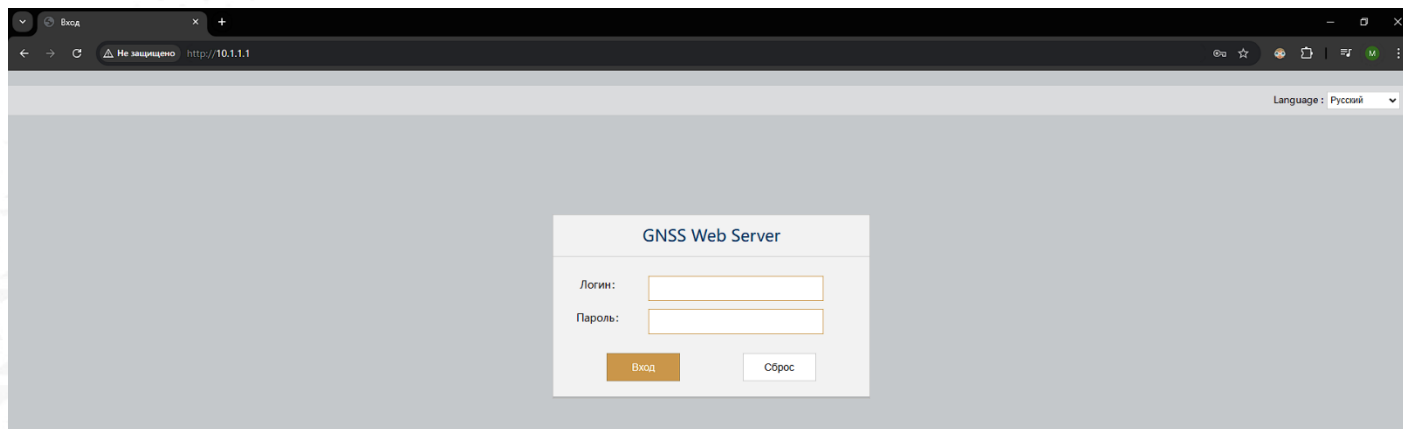 Вход
Не защищено http://10.1.1.1
M
Language : Русский
GNSS Web Server
Логин:
Пароль:
Вход Сброс